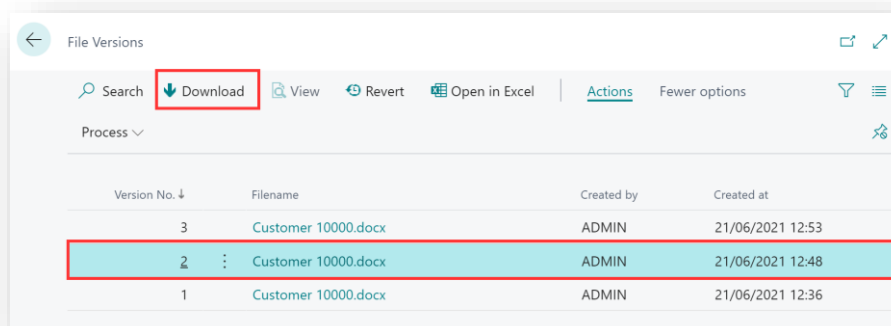 File Versions
Search Download View Revert Open in Excel Actions Fewer options
Process
Version No. Filename Created by Created at
3 Customer 10000.docx ADMIN 21/06/2021 12:53
2 Customer 10000.docx ADMIN 21/06/2021 12:48
1 Customer 10000.docx ADMIN 21/06/2021 12:36